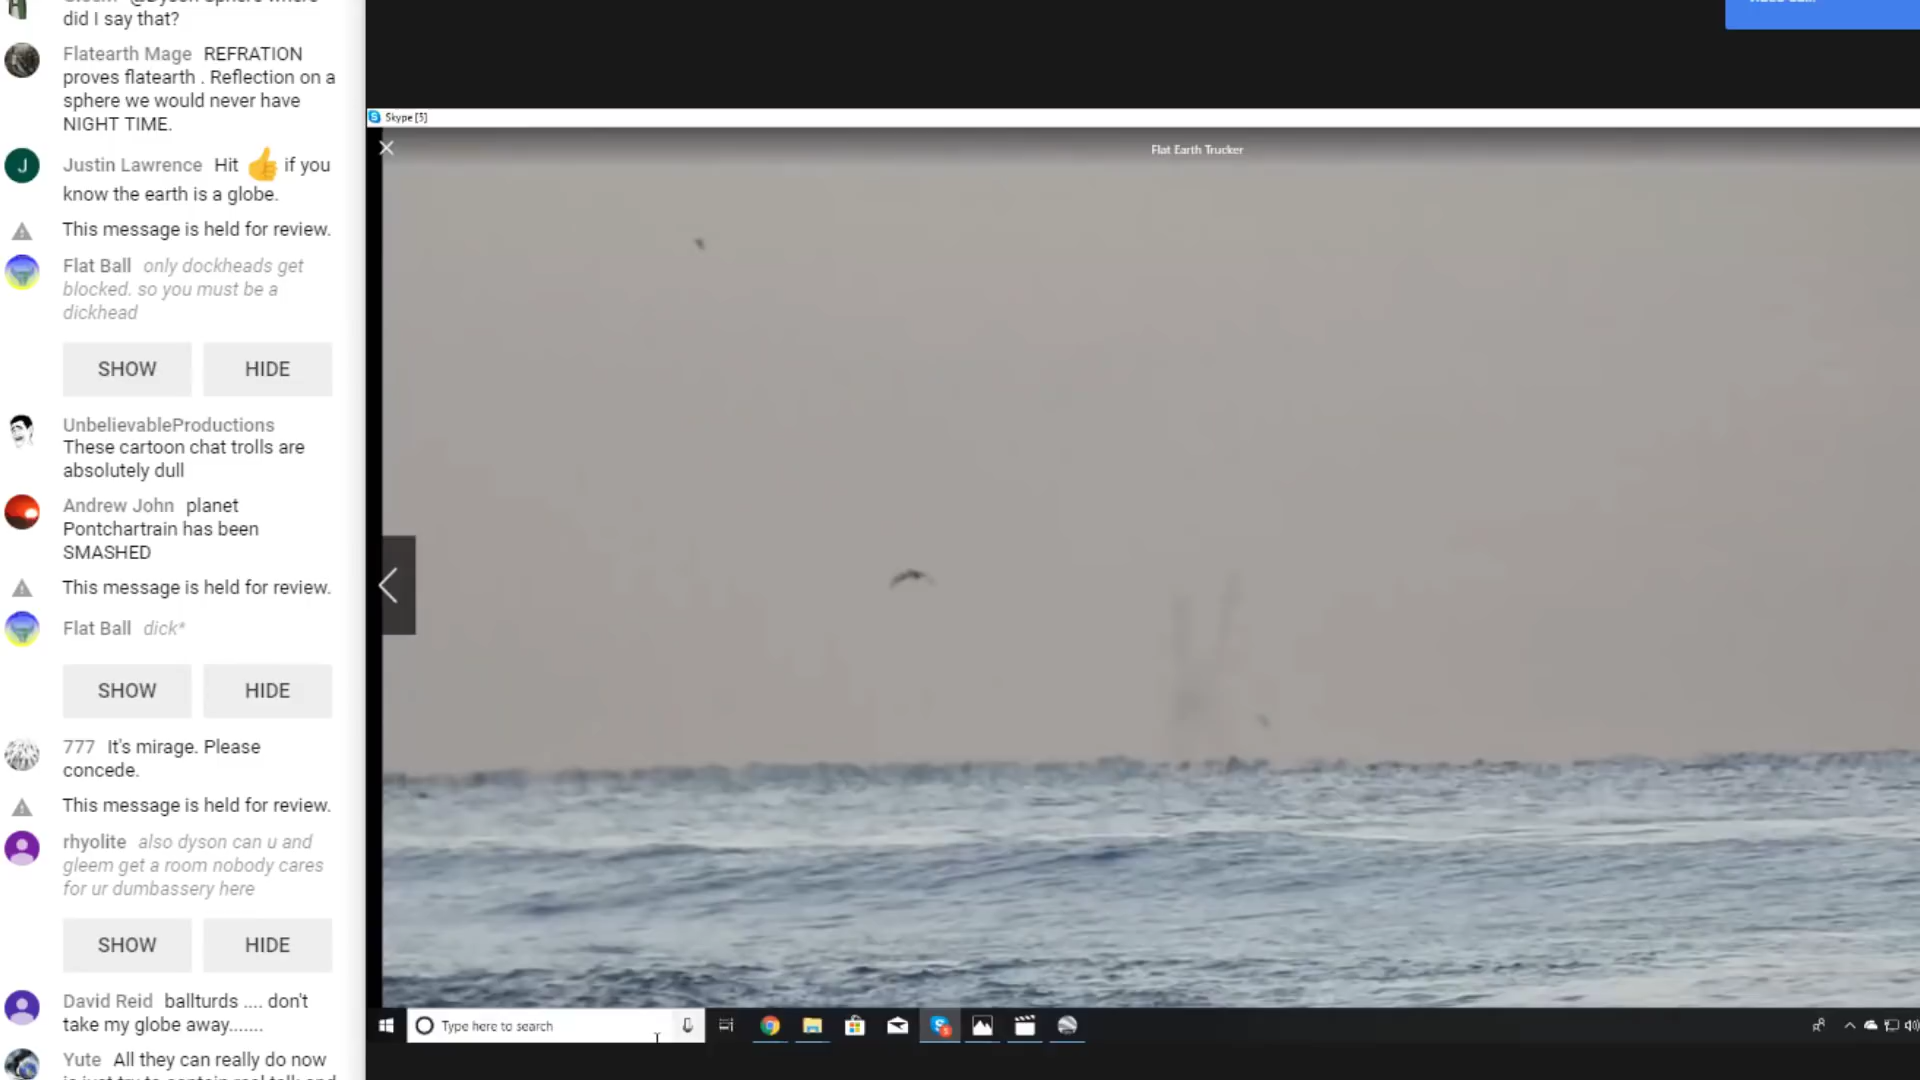 did I say that?
Flatearth Mage REFRATION
proves flatearth . Reflection on a
sphere we would never have
NIGHT TIME.
J
Justin Lawrence Hit 👍 if you
know the earth is a globe.
This message is held for review.
Flat Ball only dockheads get
blocked. so you must be a
dickhead
SHOW HIDE
UnbelievableProductions
These cartoon chat trolls are
absolutely dull
Andrew John planet
Pontchartrain has been
SMASHED
This message is held for review.
Flat Ball dick*
SHOW HIDE
777 It's mirage. Please
concede.
This message is held for review.
rhyolite also dyson can u and
gleem get a room nobody cares
for ur dumbassery here
SHOW HIDE
David Reid ballturds .... don't
take my globe away.......
Yute All they can really do now
Skype [3]
Flat Earth Trucker
Type here to search